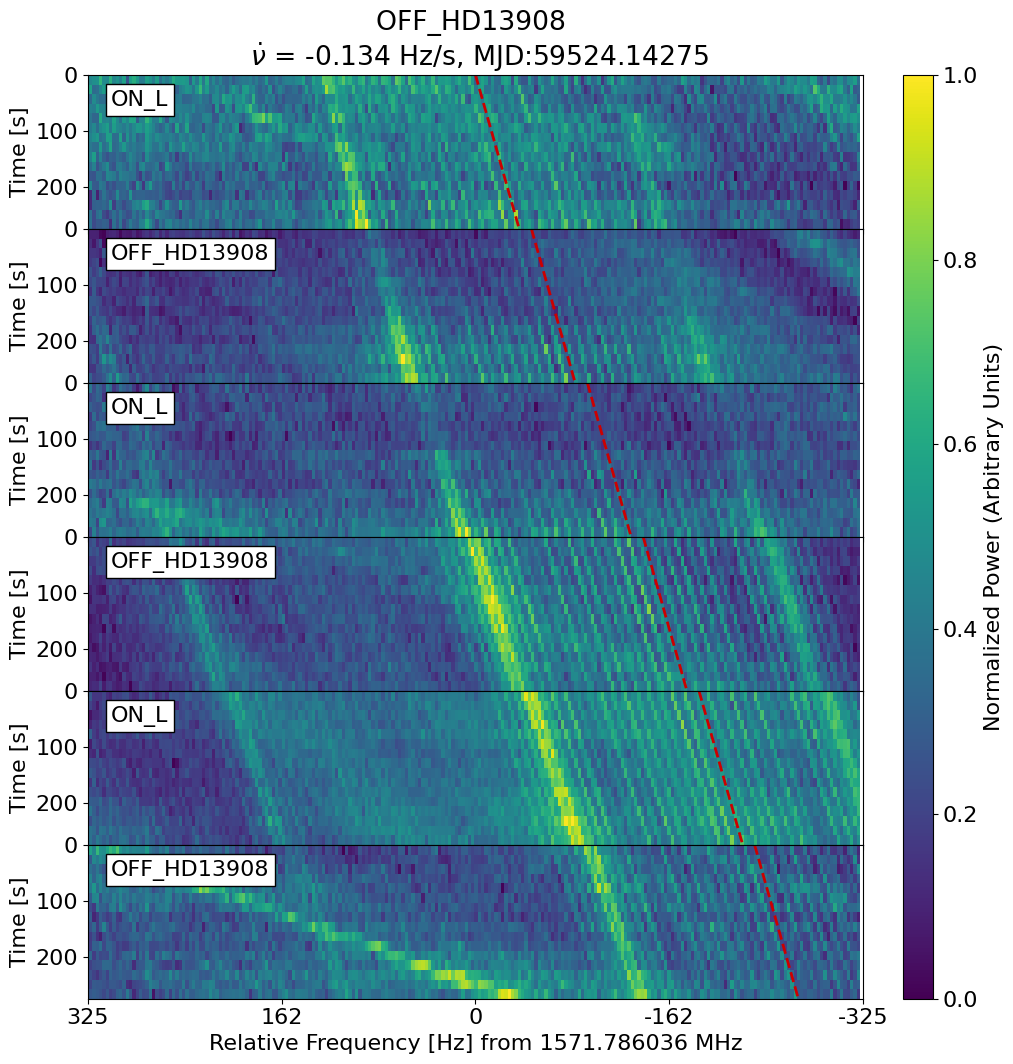 OFF_HD13908
ν̇ = -0.134 Hz/s, MJD:59524.14275
ON_L
OFF_HD13908
ON_L
OFF_HD13908
ON_L
OFF_HD13908
0
100
200
0
100
200
0
100
200
0
100
200
0
100
200
0
100
200
Time [s]
Time [s]
Time [s]
Time [s]
Time [s]
Time [s]
325
162
0
-162
-325
Relative Frequency [Hz] from 1571.786036 MHz
1.0
0.8
0.6
0.4
0.2
0.0
Normalized Power (Arbitrary Units)